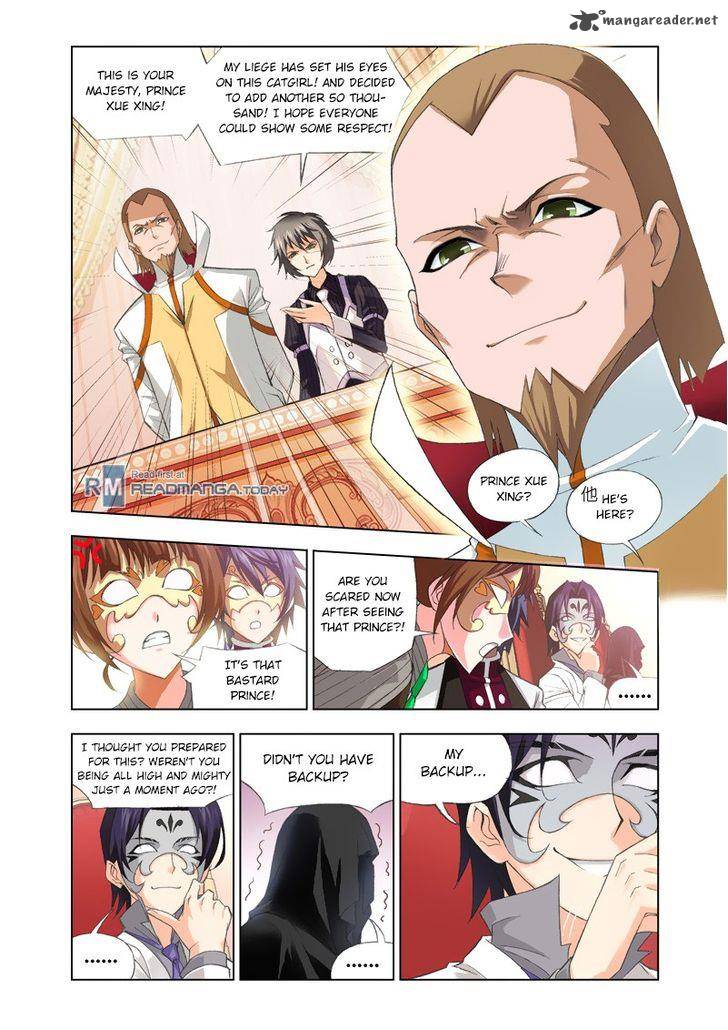 mangareader.net
THIS IS YOUR
MAJESTY, PRINCE
XUE XING!
MY LIEGE HAS SET HIS EYES
ON THIS CATGIRL! AND DECIDED
TO ADD ANOTHER 50 THOU-
SAND! I HOPE EVERYONE
COULD SHOW SOME RESPECT!
PRINCE XUE
XING?
他 HE'S
HERE?
RM
Read first at
READMANGA.TODAY
IT'S THAT
BASTARD
PRINCE!
ARE YOU
SCARED NOW
AFTER SEEING
THAT PRINCE?!
......
I THOUGHT YOU PREPARED
FOR THIS? WEREN'T YOU
BEING ALL HIGH AND MIGHTY
JUST A MOMENT AGO?!
......
DIDN'T YOU HAVE
BACKUP?
......
MY
BACKUP...
......